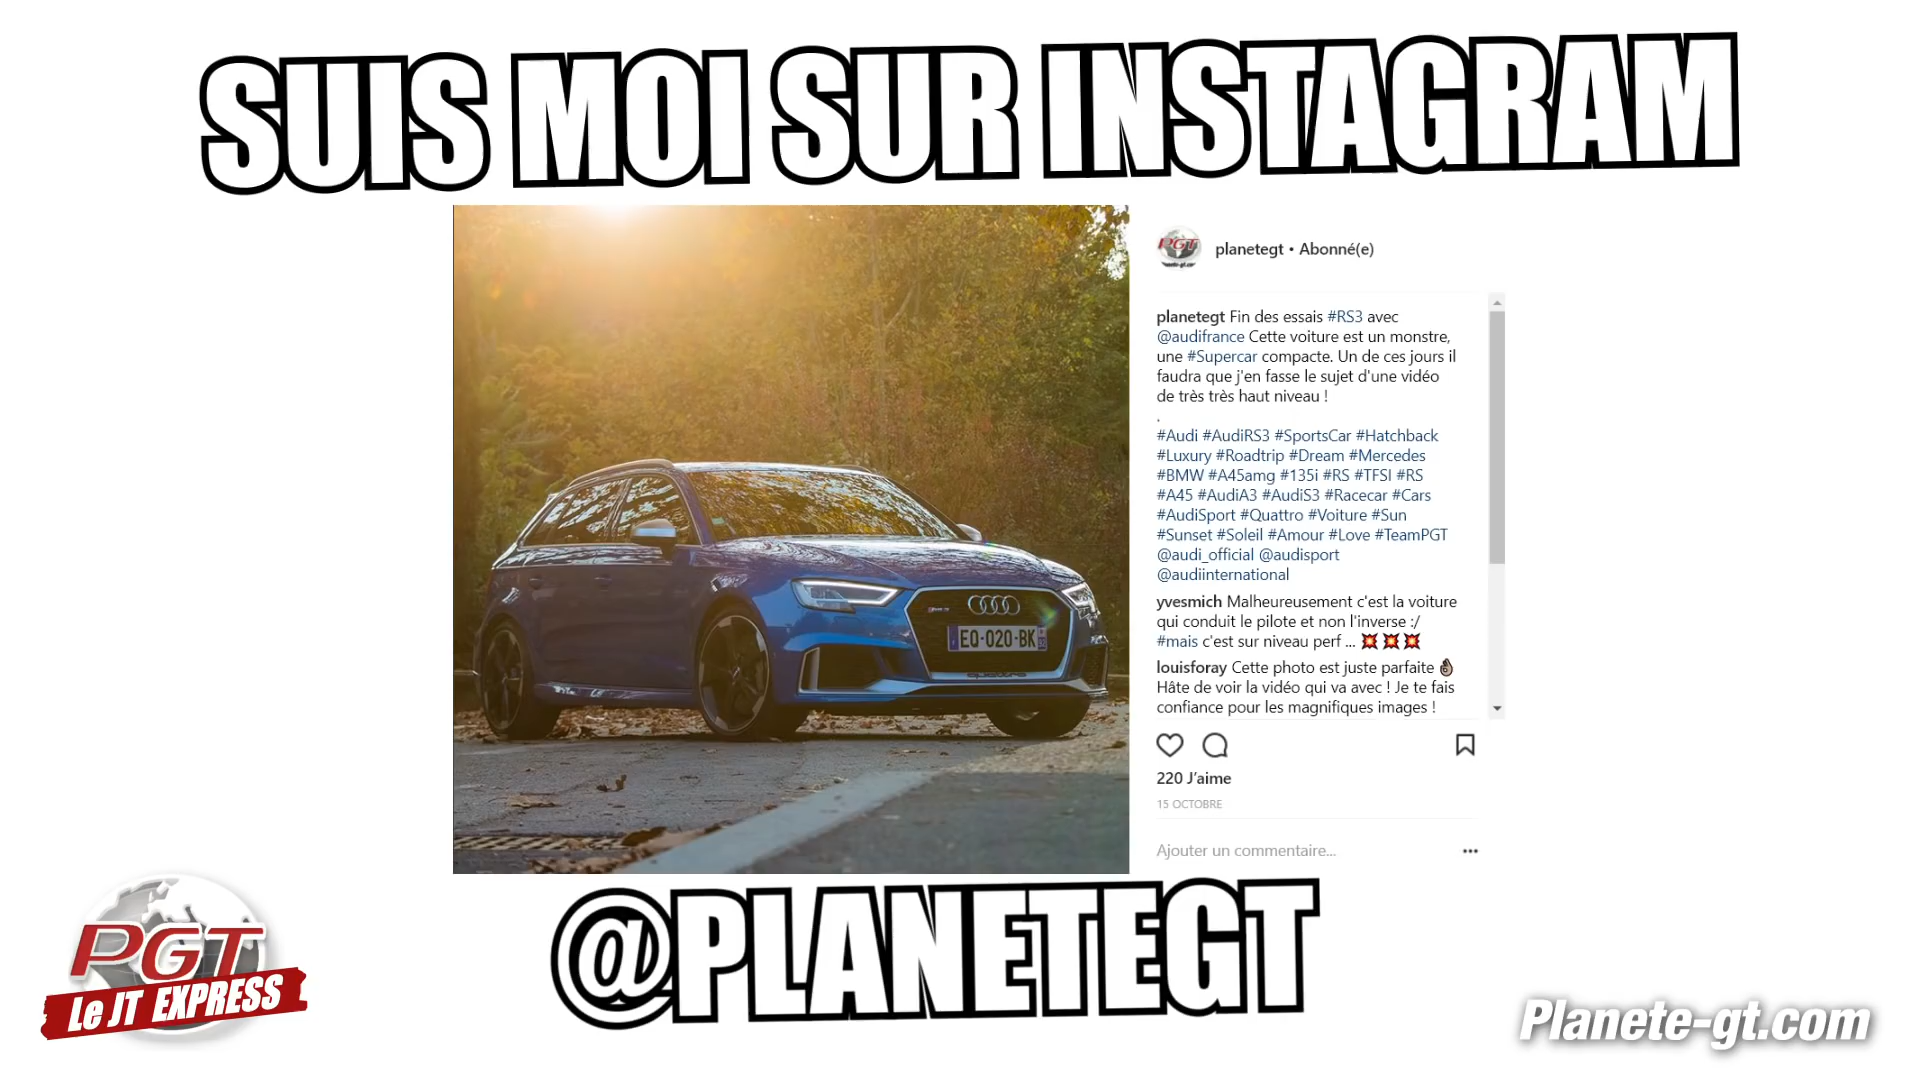 SUIS MOI SUR INSTAGRAM
PGT
planetegt • Abonné(e)
planetegt Fin des essais #RS3 avec
@audifrance Cette voiture est un monstre,
une #Supercar compacte. Un de ces jours il
faudra que j'en fasse le sujet d'une vidéo
de très très haut niveau !
.
#Audi #AudiRS3 #SportsCar #Hatchback
#Luxury #Roadtrip #Dream #Mercedes
#BMW #A45amg #135i #RS #TFSI #RS
#A45 #AudiA3 #AudiS3 #Racecar #Cars
#AudiSport #Quattro #Voiture #Sun
#Sunset #Soleil #Amour #Love #TeamPGT
@audi_official @audisport
@audiinternational
yvesmich Malheureusement c'est la voiture
qui conduit le pilote et non l'inverse :/
#mais c'est sur niveau perf ... 💥 💥 💥
louisforay Cette photo est juste parfaite 👌🏽
Hâte de voir la vidéo qui va avec ! Je te fais
confiance pour les magnifiques images !
220 J'aime
15 OCTOBRE
Ajouter un commentaire...
EQ-020-BK
quattro
@PLANETEGT
PGT
Le JT EXPRESS
Planete-gt.com